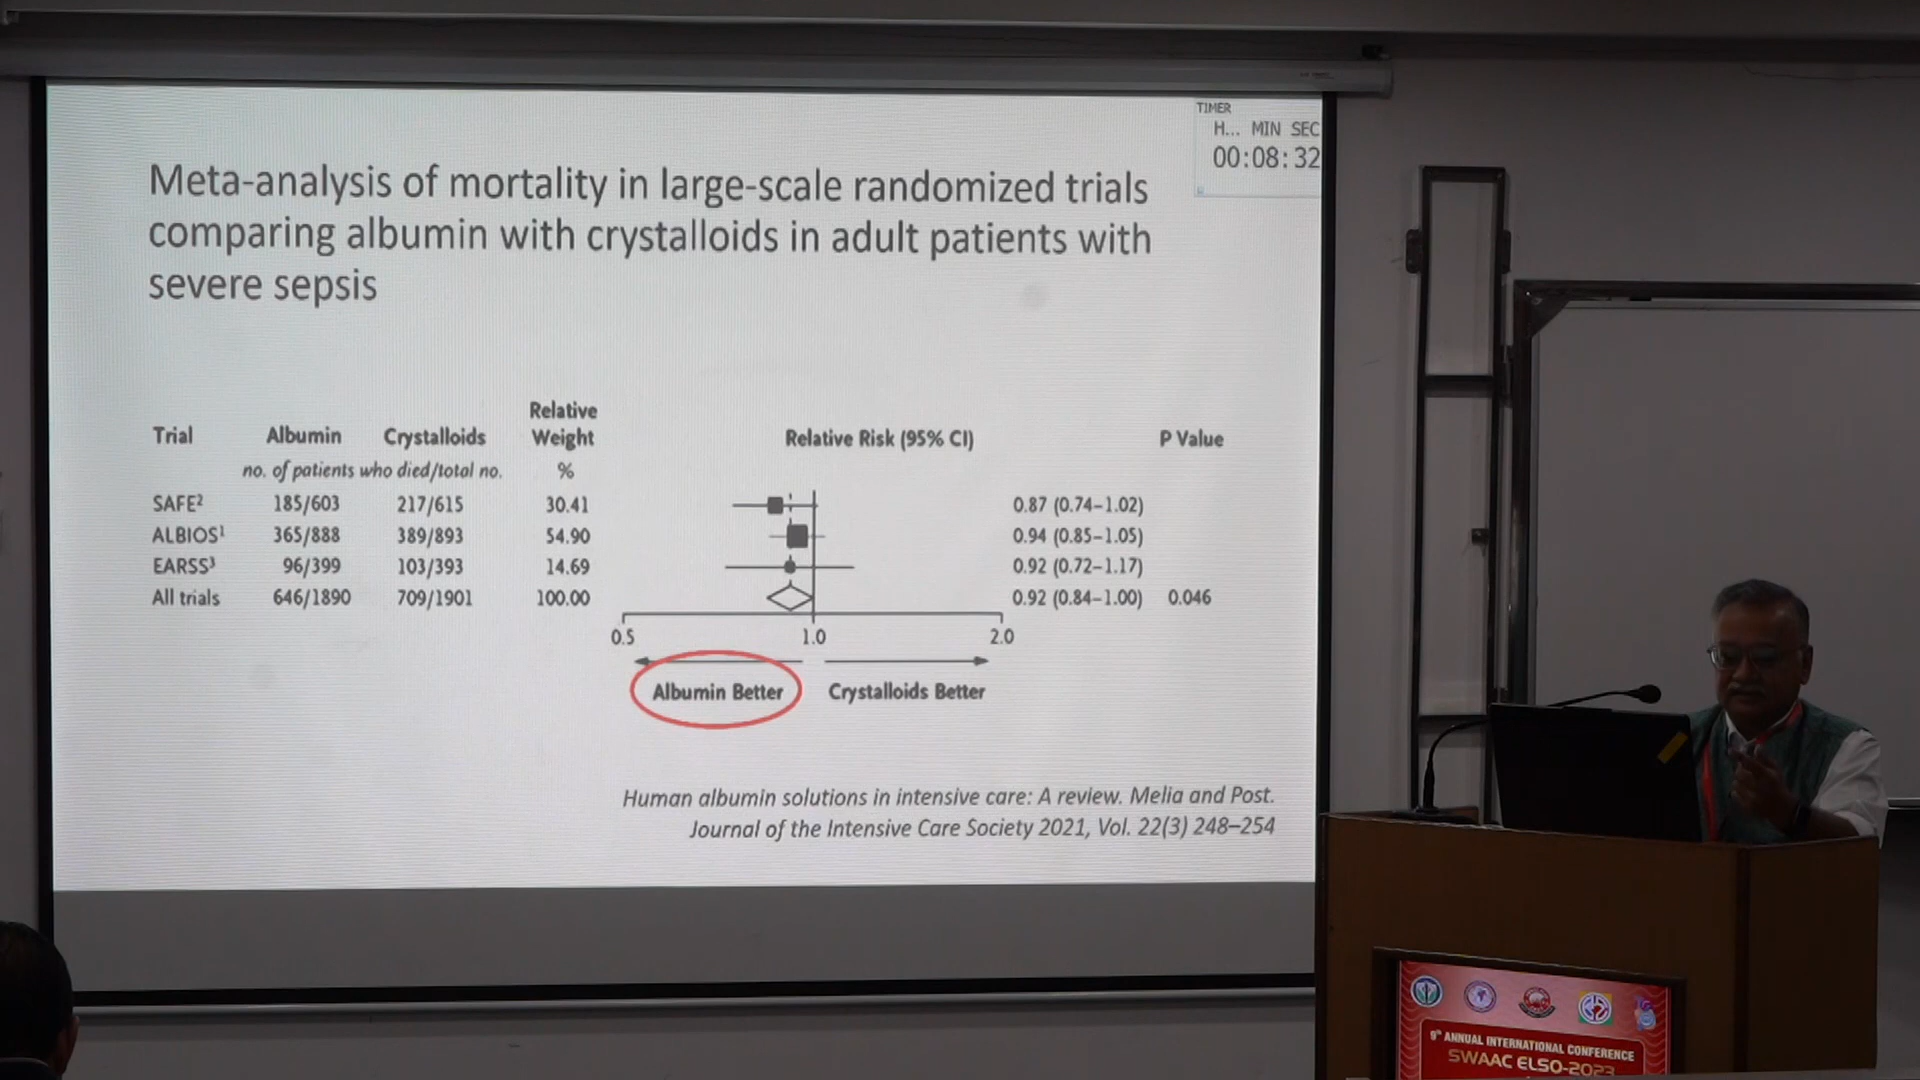 TIMER
H... MIN SEC
00:08:32
Meta-analysis of mortality in large-scale randomized trials
comparing albumin with crystalloids in adult patients with
severe sepsis
Relative
Trial Albumin Crystalloids Weight Relative Risk (95% CI) P Value
no. of patients who died/total no. %
SAFE² 185/603 217/615 30.41 0.87 (0.74–1.02)
ALBIOS¹ 365/888 389/893 54.90 0.94 (0.85–1.05)
EARSS³ 96/399 103/393 14.69 0.92 (0.72–1.17)
All trials 646/1890 709/1901 100.00 0.92 (0.84–1.00) 0.046
0.5 1.0 2.0
Albumin Better Crystalloids Better
Human albumin solutions in intensive care: A review. Melia and Post.
Journal of the Intensive Care Society 2021, Vol. 22(3) 248–254
9th ANNUAL INTERNATIONAL CONFERENCE
SWAAC ELSO-2023